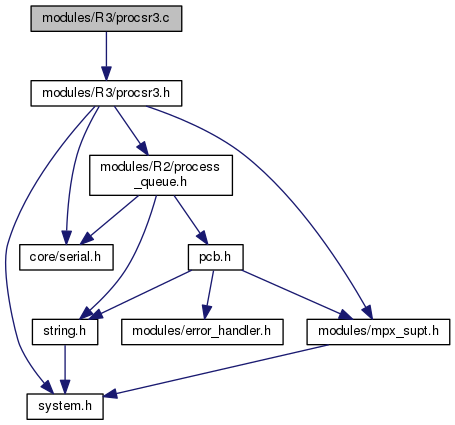 modules/R3/procsr3.c
modules/R3/procsr3.h
modules/R2/process
_queue.h
core/serial.h
pcb.h
string.h
modules/error_handler.h
modules/mpx_supt.h
system.h